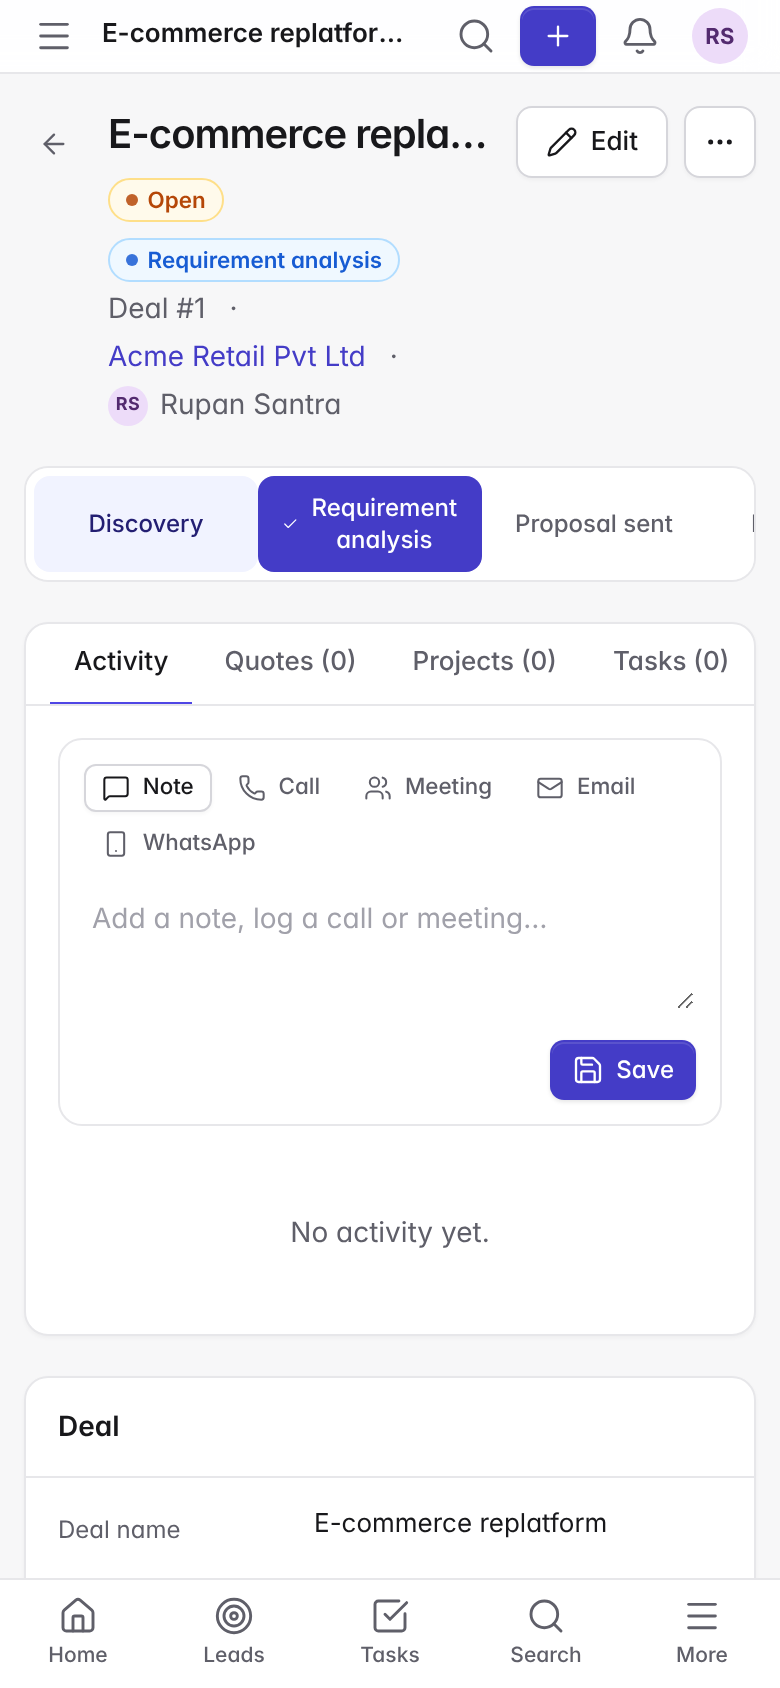 E-commerce replatfor...
RS
E-commerce repla...
Edit
Open
Requirement analysis
Deal #1 ·
Acme Retail Pvt Ltd ·
RS Rupan Santra
Discovery
Requirement
analysis
Proposal sent
Activity
Quotes (0)
Projects (0)
Tasks (0)
Note
Call
Meeting
Email
WhatsApp
Add a note, log a call or meeting...
Save
No activity yet.
Deal
Deal name
E-commerce replatform
Home
Leads
Tasks
Search
More